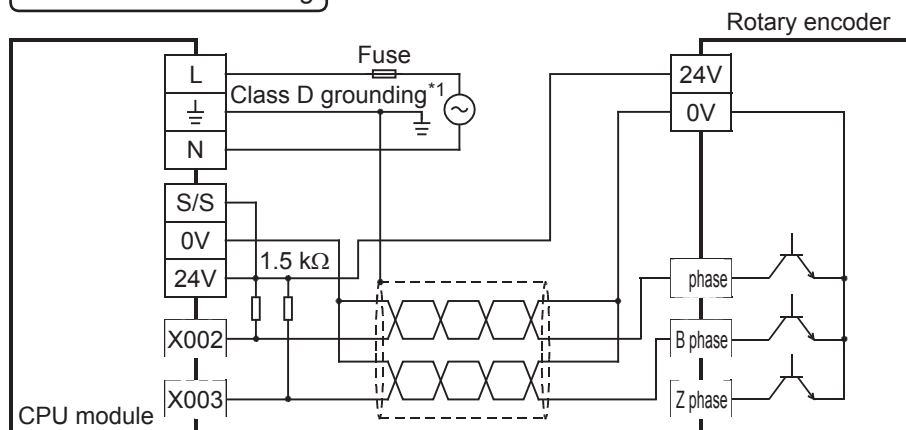 Rotary encoder
Fuse
L
24V
Class D grounding*1
0V
N
S/S
0V
1.5 kΩ
24V
phase
X002
B phase
X003
Z phase
CPU module